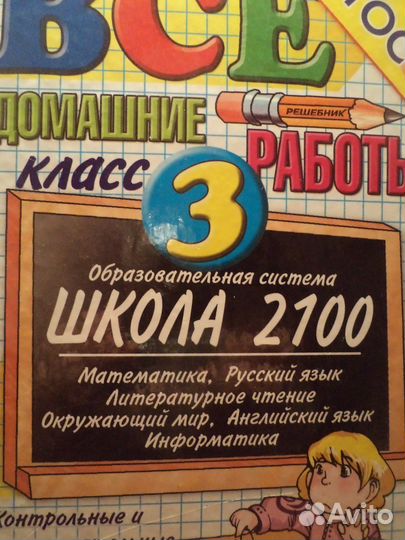 ВСЕ
ДОМАШНИЕ
РЕШЕБНИК
РАБОТЫ
КЛАСС
3
Образовательная система
ШКОЛА 2100
Математика, Русский язык
Литературное чтение
Окружающий мир, Английский язык
Информатика
Контрольные и
Avito